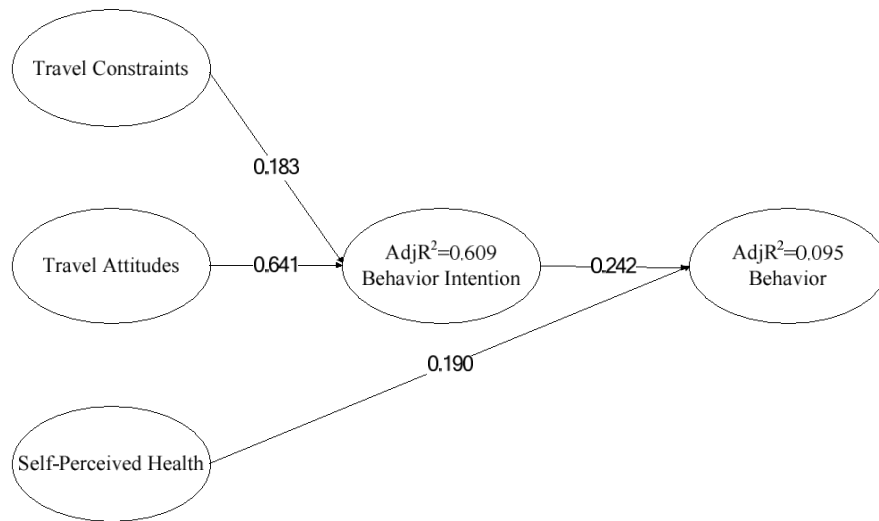 Travel Constraints
0.183
Travel Attitudes
0.641
AdjR²=0.609
Behavior Intention
0.242
AdjR²=0.095
Behavior
0.190
Self-Perceived Health